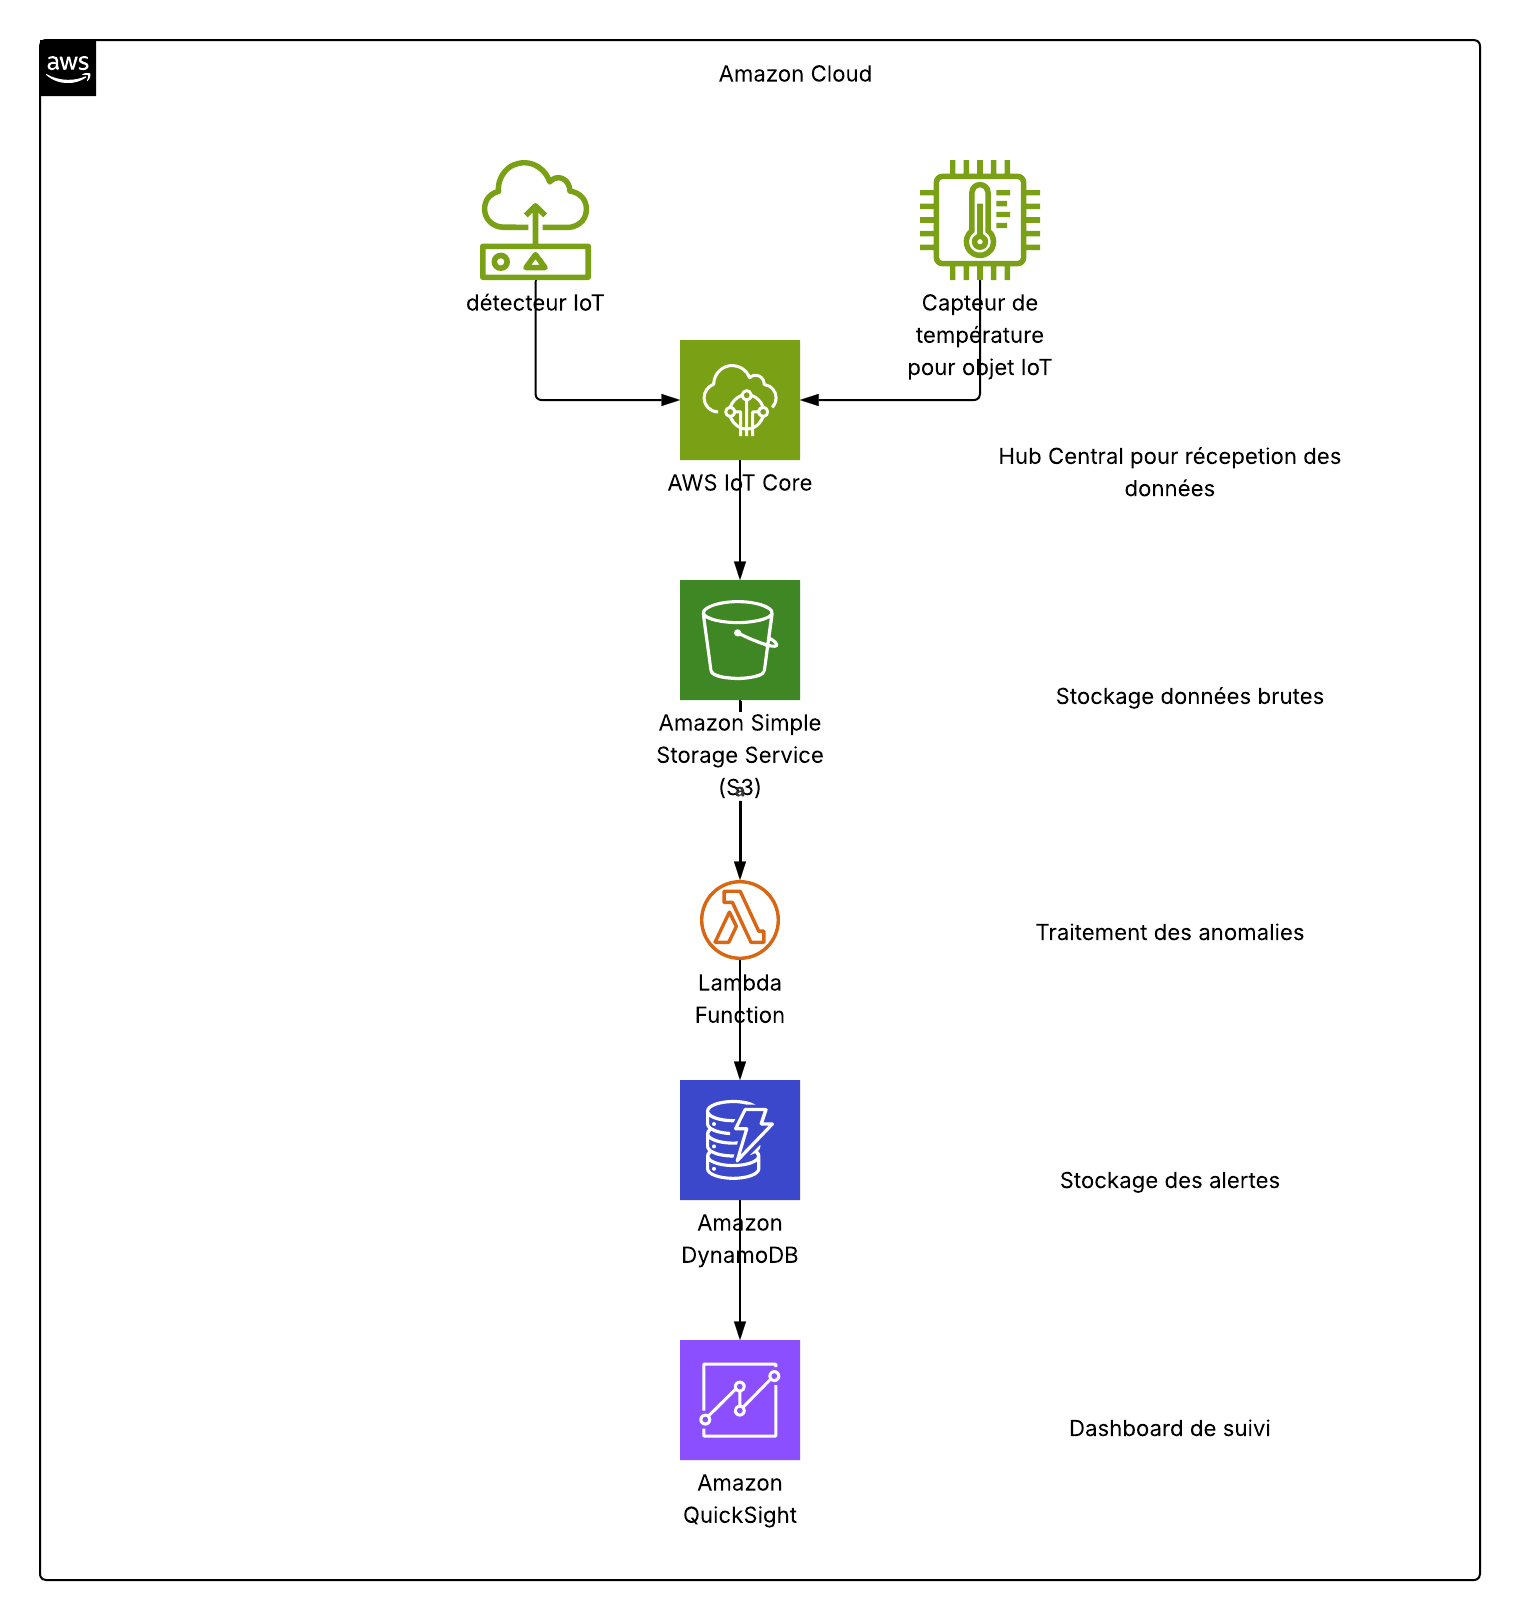 aws
Amazon Cloud
détecteur IoT
Capteur de
température
pour objet IoT
AWS IoT Core
Hub Central pour récepetion des
données
Amazon Simple
Storage Service
(S3)
a
Stockage données brutes
Lambda
Function
Traitement des anomalies
Amazon
DynamoDB
Stockage des alertes
Amazon
QuickSight
Dashboard de suivi